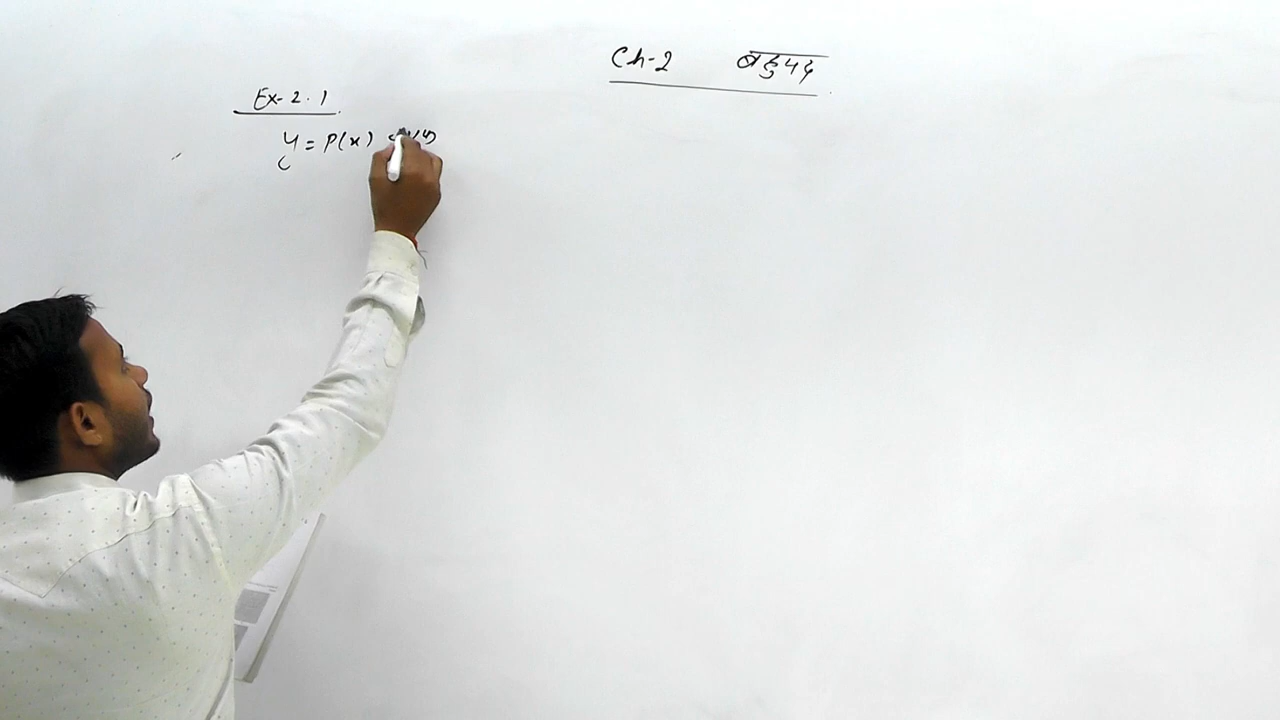 Ch-2 बहुपद
Ex-2.1
y = P(x)